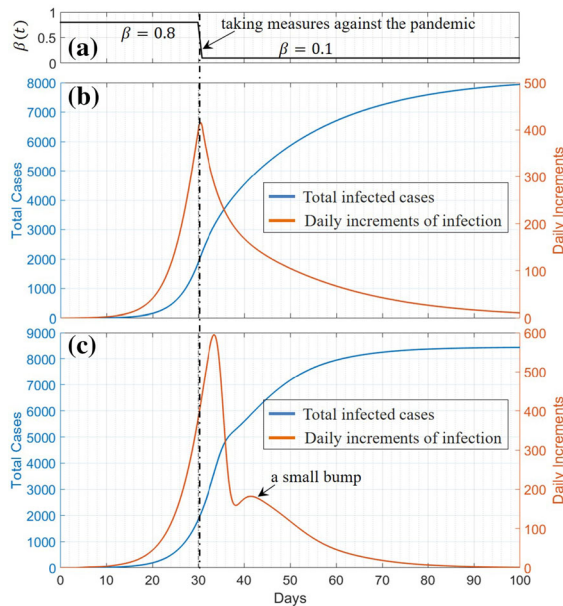 taking measures against the pandemic
1
0.5
0
β(t)
(a)
β = 0.8
β = 0.1
(b)
8000
7000
6000
5000
4000
3000
2000
1000
0
Total Cases
500
400
300
200
100
0
Daily Increments
Total infected cases
Daily increments of infection
(c)
9000
8000
7000
6000
5000
4000
3000
2000
1000
0
Total Cases
600
500
400
300
200
100
0
Daily Increments
Total infected cases
Daily increments of infection
a small bump
0 10 20 30 40 50 60 70 80 90 100
Days